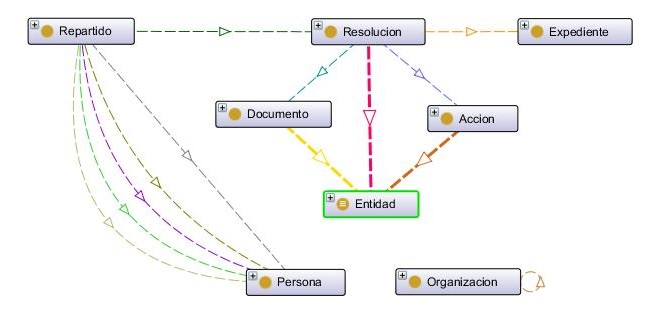 Repartido
Resolucion
Expediente
Documento
Accion
Entidad
Persona
Organizacion